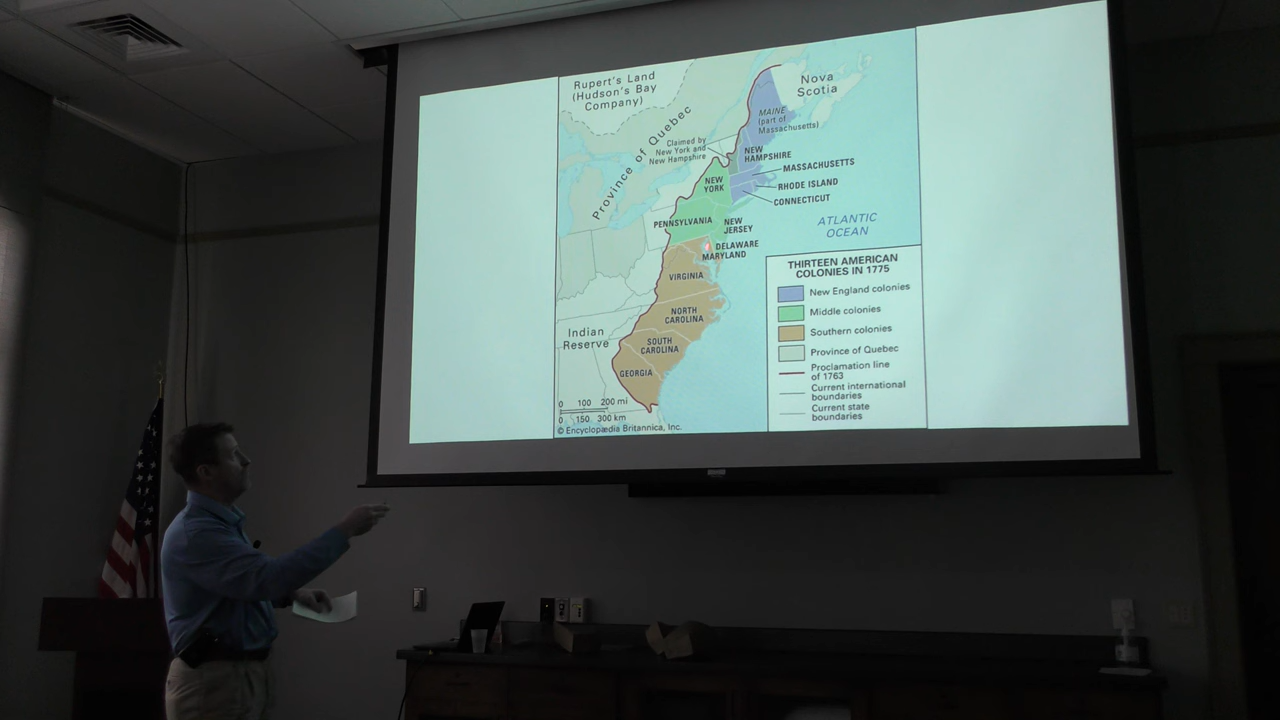 Rupert's Land
(Hudson's Bay
Company)
Nova
Scotia
Province of Quebec
MAINE
(part of
Massachusetts)
Claimed by
New York and
New Hampshire
NEW
HAMPSHIRE
MASSACHUSETTS
NEW
YORK
RHODE ISLAND
CONNECTICUT
PENNSYLVANIA
NEW
JERSEY
ATLANTIC
OCEAN
DELAWARE
MARYLAND
VIRGINIA
NORTH
CAROLINA
Indian
Reserve
SOUTH
CAROLINA
GEORGIA
THIRTEEN AMERICAN
COLONIES IN 1775
New England colonies
Middle colonies
Southern colonies
Province of Quebec
Proclamation line
of 1763
Current international
boundaries
Current state
boundaries
0 100 200 mi
0 150 300 km
© Encyclopædia Britannica, Inc.